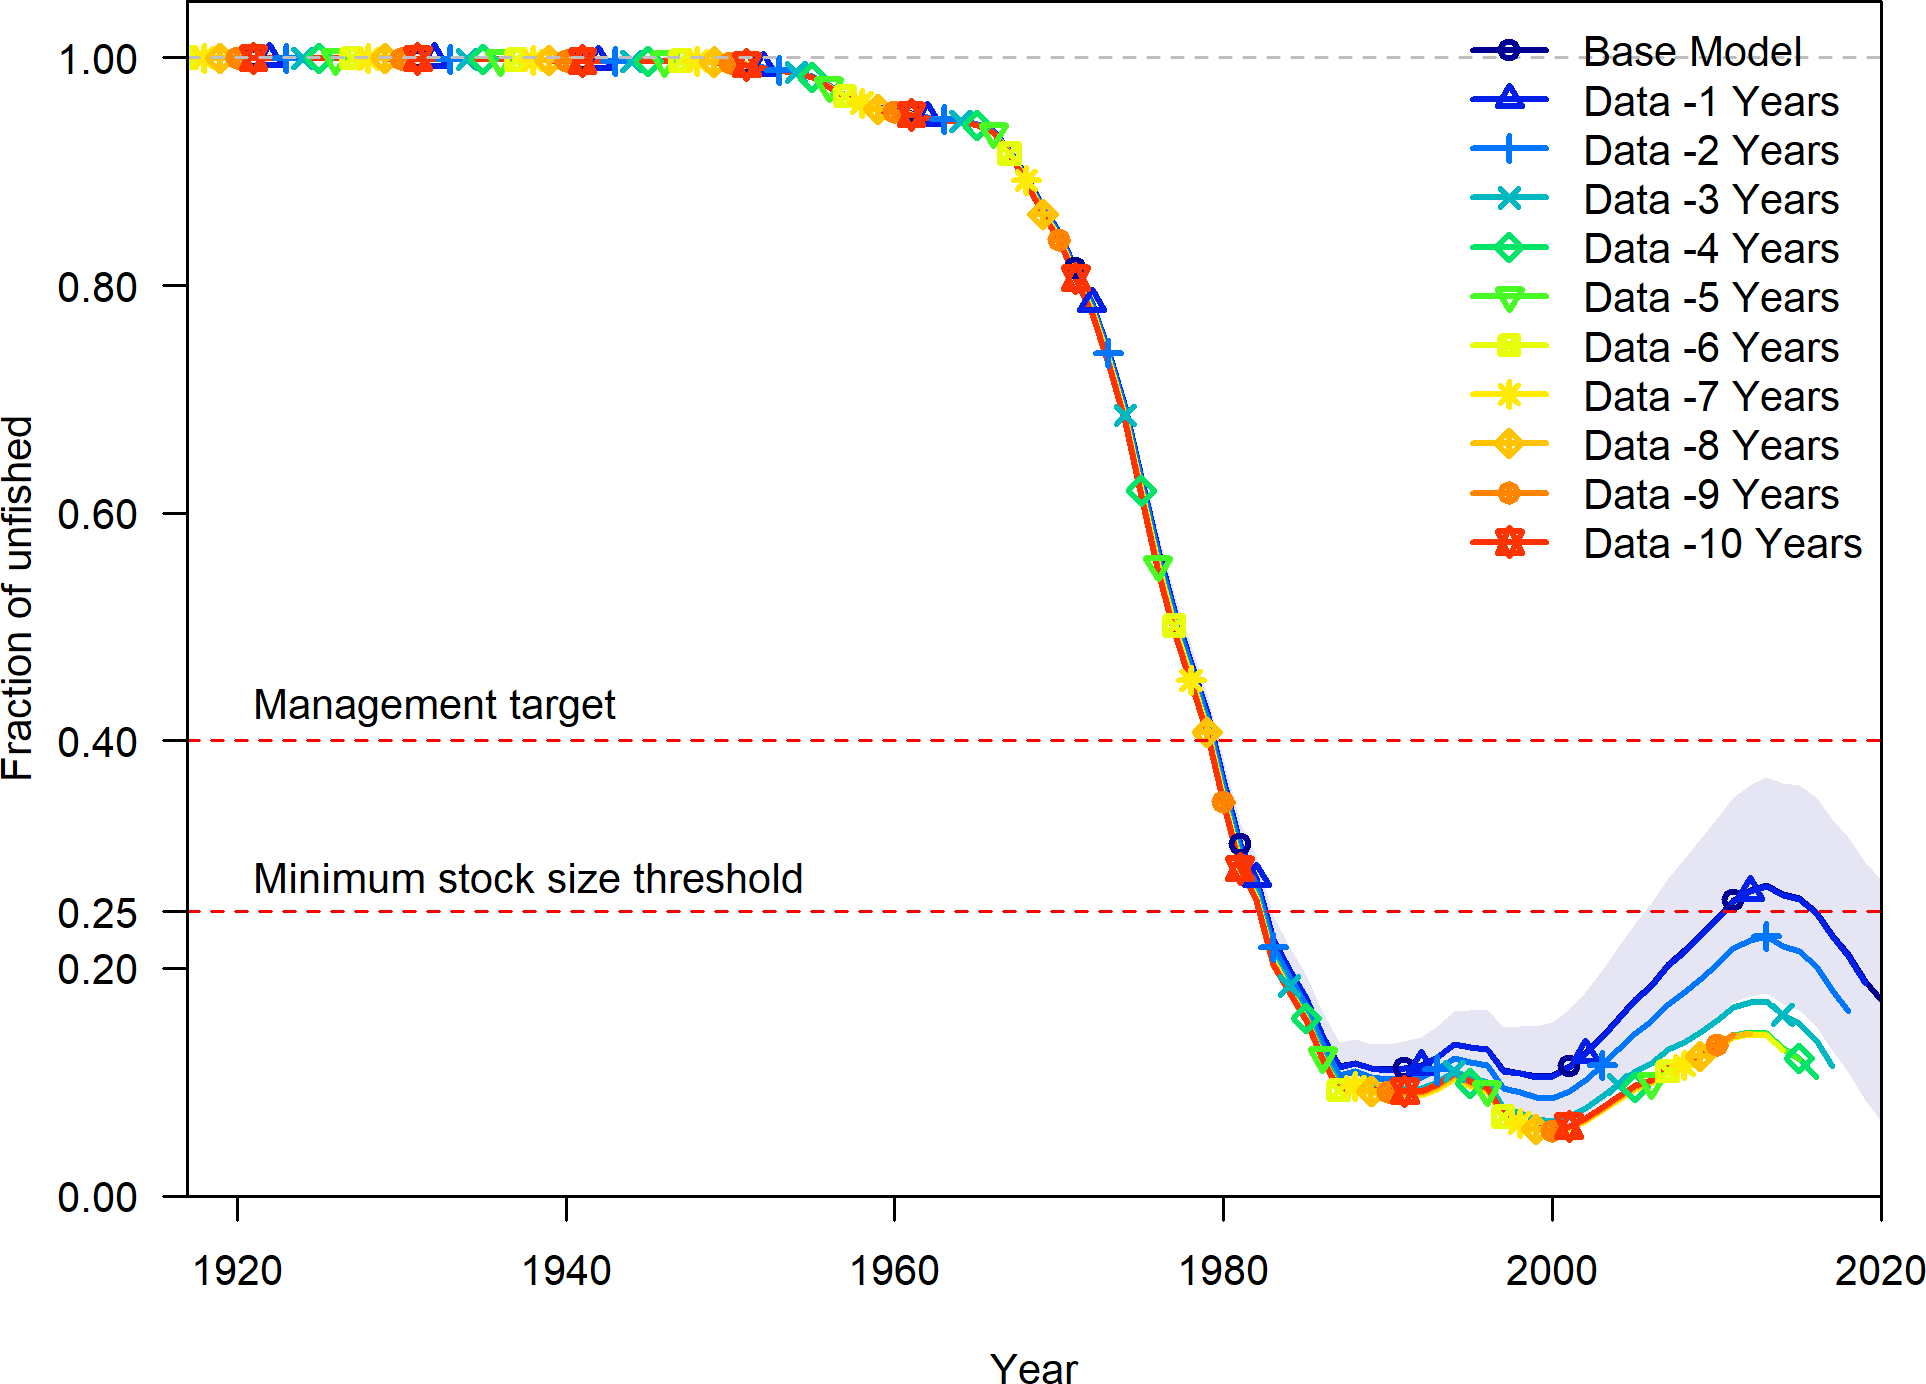 1.00
0.80
0.60
0.40
0.25
0.20
0.00
Fraction of unfished
Base Model
Data -1 Years
Data -2 Years
Data -3 Years
Data -4 Years
Data -5 Years
Data -6 Years
Data -7 Years
Data -8 Years
Data -9 Years
Data -10 Years
Management target
Minimum stock size threshold
1920 1940 1960 1980 2000 2020
Year